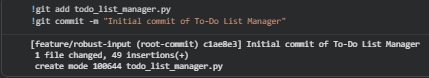 !git add todo_list_manager.py
!git commit -m "Initial commit of To-Do List Manager”
[feature/robust-input (root-commit) c1ae8e3] Initial commit of To-Do List Manager
1 file changed, 49 insertions(+)
create mode 100644 todo_list_manager.py